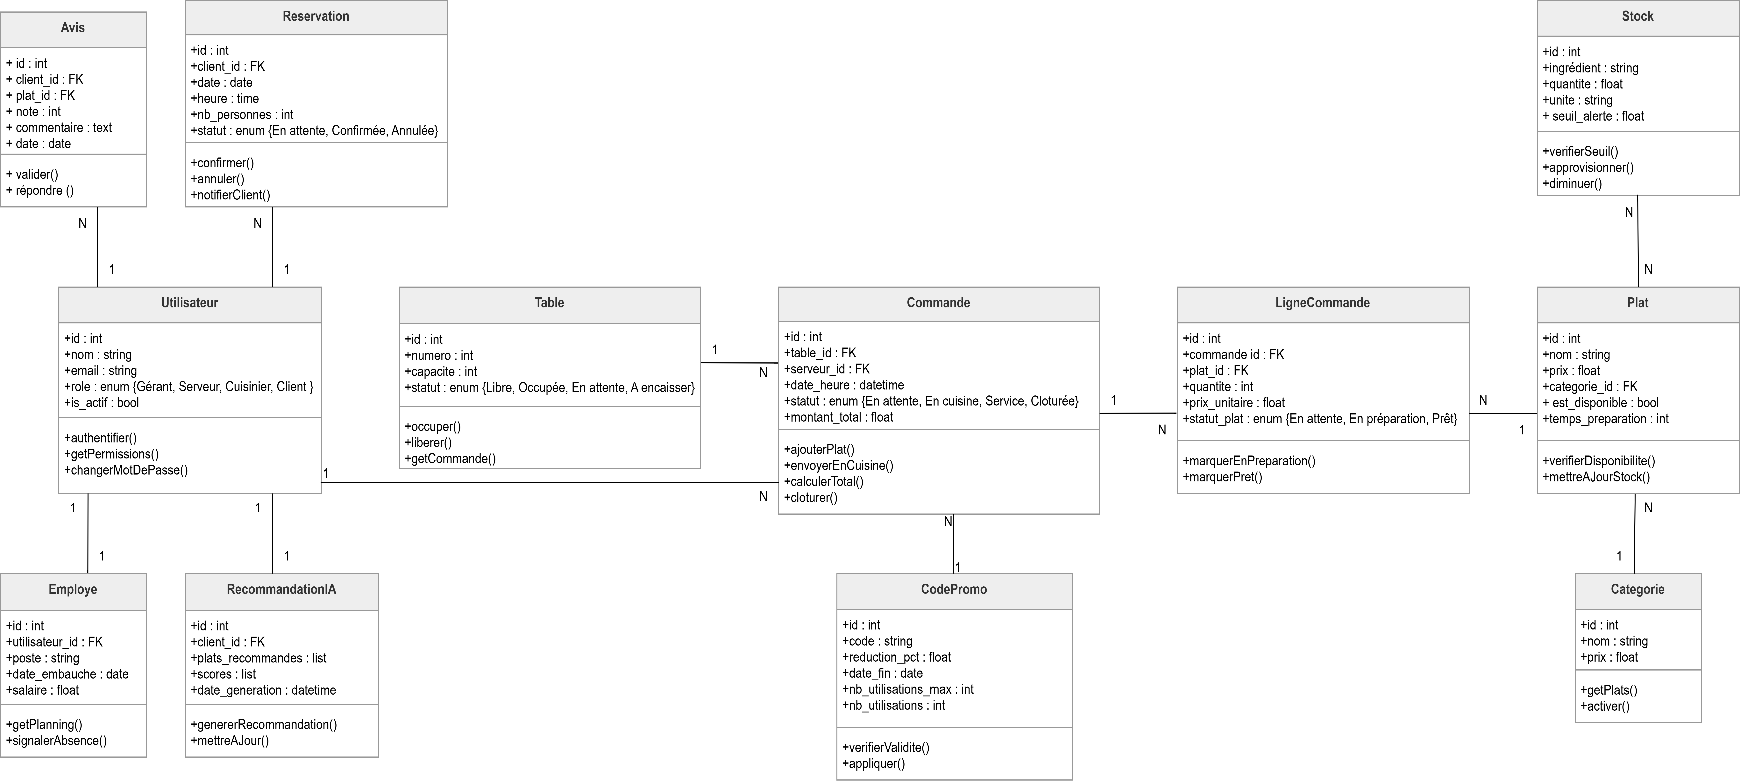 Avis
+ id : int
+ client_id : FK
+ plat_id : FK
+ note : int
+ commentaire : text
+ date : date
+ valider()
+ répondre ()
N
1
Reservation
+id : int
+client_id : FK
+date : date
+heure : time
+nb_personnes : int
+statut : enum {En attente, Confirmée, Annulée}
+confirmer()
+annuler()
+notifierClient()
N
1
Stock
+id : int
+ingrédient : string
+quantite : float
+unite : string
+ seuil_alerte : float
+verifierSeuil()
+approvisionner()
+diminuer()
N
N
Utilisateur
+id : int
+nom : string
+email : string
+role : enum {Gérant, Serveur, Cuisinier, Client }
+is_actif : bool
+authentifier()
+getPermissions()
+changerMotDePasse()
1
N
Table
+id : int
+numero : int
+capacite : int
+statut : enum {Libre, Occupée, En attente, A encaisser}
+occuper()
+liberer()
+getCommande()
1
N
Commande
+id : int
+table_id : FK
+serveur_id : FK
+date_heure : datetime
+statut : enum {En attente, En cuisine, Service, Cloturée}
+montant_total : float
+ajouterPlat()
+envoyerEnCuisine()
+calculerTotal()
+cloturer()
1
N
LigneCommande
+id : int
+commande id : FK
+plat_id : FK
+quantite : int
+prix_unitaire : float
+statut_plat : enum {En attente, En préparation, Prêt}
+marquerEnPreparation()
+marquerPret()
N
1
Plat
+id : int
+nom : string
+prix : float
+categorie_id : FK
+ est_disponible : bool
+temps_preparation : int
+verifierDisponibilite()
+mettreAJourStock()
1
1
1
1
N
1
N
1
Employe
+id : int
+utilisateur_id : FK
+poste : string
+date_embauche : date
+salaire : float
+getPlanning()
+signalerAbsence()
RecommandationIA
+id : int
+client_id : FK
+plats_recommandes : list
+scores : list
+date_generation : datetime
+genererRecommandation()
+mettreAJour()
CodePromo
+id : int
+code : string
+reduction_pct : float
+date_fin : date
+nb_utilisations_max : int
+nb_utilisations : int
+verifierValidite()
+appliquer()
Categorie
+id : int
+nom : string
+prix : float
+getPlats()
+activer()